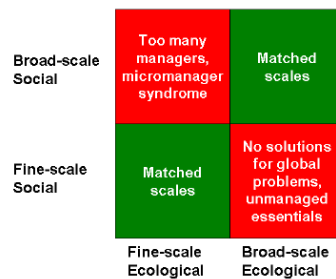 Broad-scale
Social
Too many
managers,
micromanager
syndrome
Matched
scales
Fine-scale
Social
Matched
scales
No solutions
for global
problems,
unmanaged
essentials
Fine-scale
Ecological
Broad-scale
Ecological